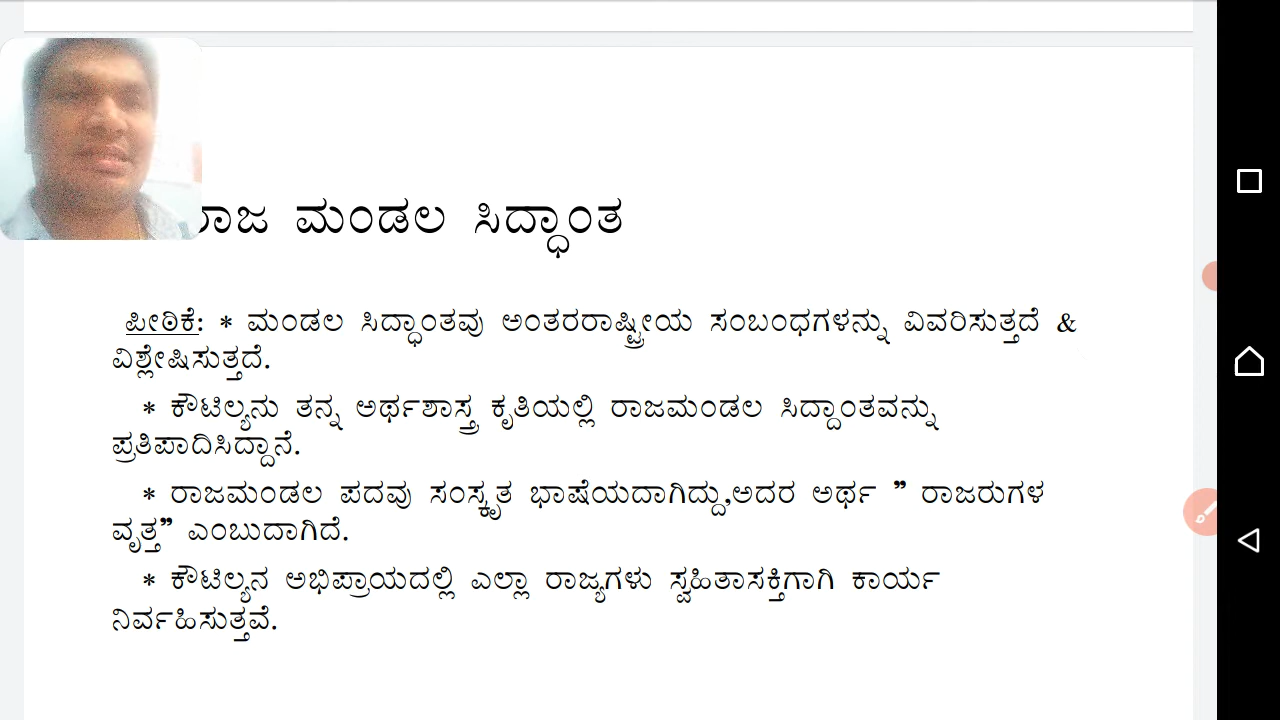 ರಾಜ ಮಂಡಲ ಸಿದ್ಧಾಂತ
ಪೀಠಿಕೆ: * ಮಂಡಲ ಸಿದ್ಧಾಂತವು ಅಂತರರಾಷ್ಟ್ರೀಯ ಸಂಬಂಧಗಳನ್ನು ವಿವರಿಸುತ್ತದೆ &
ವಿಶ್ಲೇಷಿಸುತ್ತದೆ.
* ಕೌಟಿಲ್ಯನು ತನ್ನ ಅರ್ಥಶಾಸ್ತ್ರ ಕೃತಿಯಲ್ಲಿ ರಾಜಮಂಡಲ ಸಿದ್ದಾಂತವನ್ನು
ಪ್ರತಿಪಾದಿಸಿದ್ದಾನೆ.
* ರಾಜಮಂಡಲ ಪದವು ಸಂಸ್ಕೃತ ಭಾಷೆಯದಾಗಿದ್ದು,ಅದರ ಅರ್ಥ ” ರಾಜರುಗಳ
ವೃತ್ತ” ಎಂಬುದಾಗಿದೆ.
* ಕೌಟಿಲ್ಯನ ಅಭಿಪ್ರಾಯದಲ್ಲಿ ಎಲ್ಲಾ ರಾಜ್ಯಗಳು ಸ್ವಹಿತಾಸಕ್ತಿಗಾಗಿ ಕಾರ್ಯ
ನಿರ್ವಹಿಸುತ್ತವೆ.